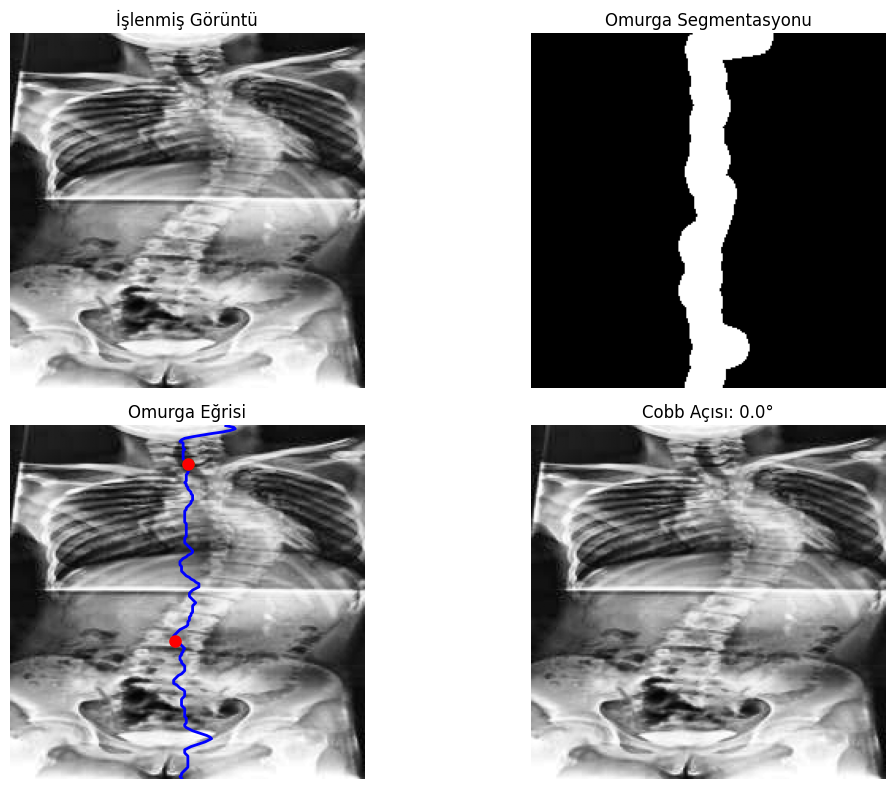 İşlenmiş Görüntü
Omurga Segmentasyonu
Omurga Eğrisi
Cobb Açısı: 0.0°